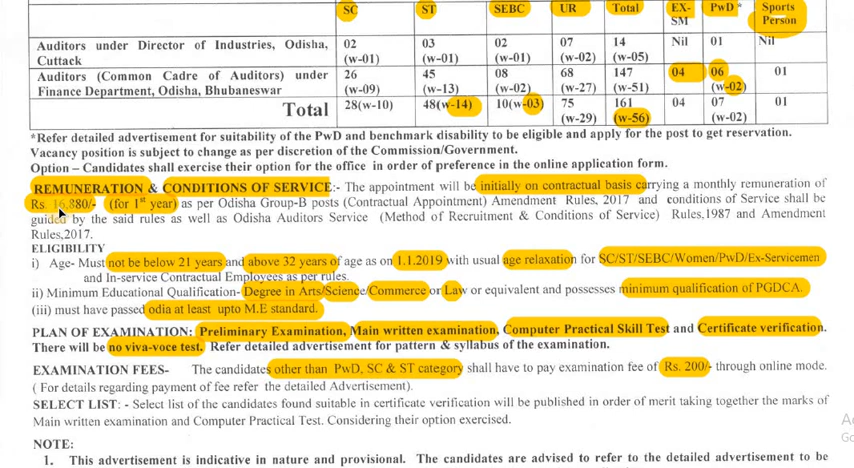 SC ST SEBC UR Total EX-SM PwD * Sports Person
Auditors under Director of Industries, Odisha, Cuttack 02 (w-01) 03 (w-01) 02 (w-01) 07 (w-02) 14 (w-05) Nil 01 Nil
Auditors (Common Cadre of Auditors) under Finance Department, Odisha, Bhubaneswar 26 (w-09) 45 (w-13) 08 (w-02) 68 (w-27) 147 (w-51) 04 06 (w-02) 01
Total 28(w-10) 48(w-14) 10(w-03) 75 (w-29) 161 (w-56) 04 07 (w-02) 01
*Refer detailed advertisement for suitability of the PwD and benchmark disability to be eligible and apply for the post to get reservation.
Vacancy position is subject to change as per discretion of the Commission/Government.
Option – Candidates shall exercise their option for the office in order of preference in the online application form.
REMUNERATION & CONDITIONS OF SERVICE:- The appointment will be initially on contractual basis carrying a monthly remuneration of
Rs. 16,880/- (for 1st year) as per Odisha Group-B posts (Contractual Appointment) Amendment Rules, 2017 and conditions of Service shall be
guided by the said rules as well as Odisha Auditors Service (Method of Recruitment & Conditions of Service) Rules,1987 and Amendment
Rules,2017.
ELIGIBILITY
i) Age- Must not be below 21 years and above 32 years of age as on 1.1.2019 with usual age relaxation for SC/ST/SEBC/Women/PwD/Ex-Servicemen
and In-service Contractual Employees as per rules.
ii) Minimum Educational Qualification- Degree in Arts/Science/Commerce or Law or equivalent and possesses minimum qualification of PGDCA.
(iii) must have passed odia at least upto M.E standard.
PLAN OF EXAMINATION: Preliminary Examination, Main written examination, Computer Practical Skill Test and Certificate verification.
There will be no viva-voce test. Refer detailed advertisement for pattern & syllabus of the examination.
EXAMINATION FEES- The candidates other than PwD, SC & ST category shall have to pay examination fee of Rs. 200/- through online mode.
( For details regarding payment of fee refer the detailed Advertisement).
SELECT LIST: - Select list of the candidates found suitable in certificate verification will be published in order of merit taking together the marks of
Main written examination and Computer Practical Test. Considering their option exercised.
NOTE:
1. This advertisement is indicative in nature and provisional. The candidates are advised to refer to the detailed advertisement to be